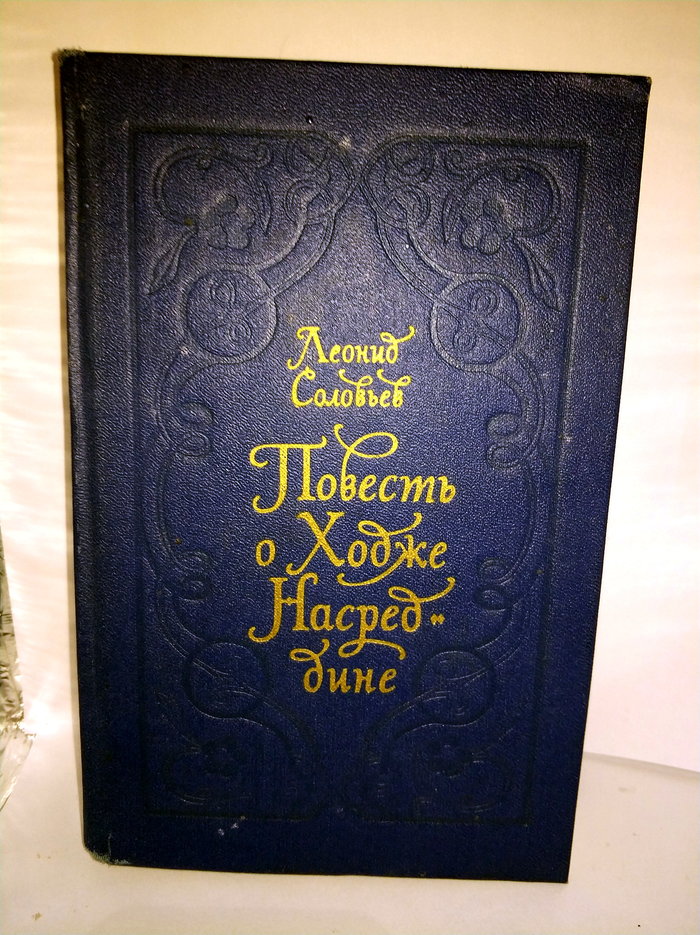 Леонид
Соловьев
Повесть
о Ходже
Насред-
дине